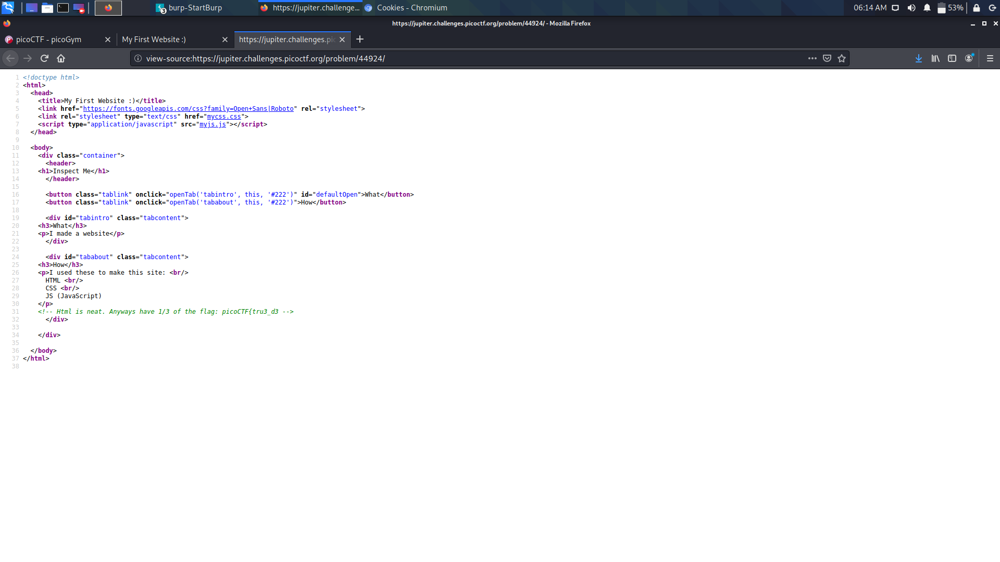 burp-StartBurp
https://jupiter.challenge...
Cookies - Chromium
06:14 AM
53%
https://jupiter.challenges.picoctf.org/problem/44924/ - Mozilla Firefox
picoCTF - picoGym
My First Website :)
https://jupiter.challenges.pic
view-source:https://jupiter.challenges.picoctf.org/problem/44924/
1 <!doctype html>
2 <html>
3 <head>
4 <title>My First Website :)</title>
5 <link href="https://fonts.googleapis.com/css?family=Open+Sans|Roboto" rel="stylesheet">
6 <link rel="stylesheet" type="text/css" href="mycss.css">
7 <script type="application/javascript" src="myjs.js"></script>
8 </head>
9
10 <body>
11 <div class="container">
12 <header>
13 <h1>Inspect Me</h1>
14 </header>
15
16 <button class="tablink" onclick="openTab('tabintro', this, '#222')" id="defaultOpen">What</button>
17 <button class="tablink" onclick="openTab('tababout', this, '#222')">How</button>
18
19 <div id="tabintro" class="tabcontent">
20 <h3>What</h3>
21 <p>I made a website</p>
22 </div>
23
24 <div id="tababout" class="tabcontent">
25 <h3>How</h3>
26 <p>I used these to make this site: <br/>
27 HTML <br/>
28 CSS <br/>
29 JS (JavaScript)
30 </p>
31 <!-- Html is neat. Anyways have 1/3 of the flag: picoCTF{tru3_d3 -->
32 </div>
33
34 </div>
35
36 </body>
37 </html>
38